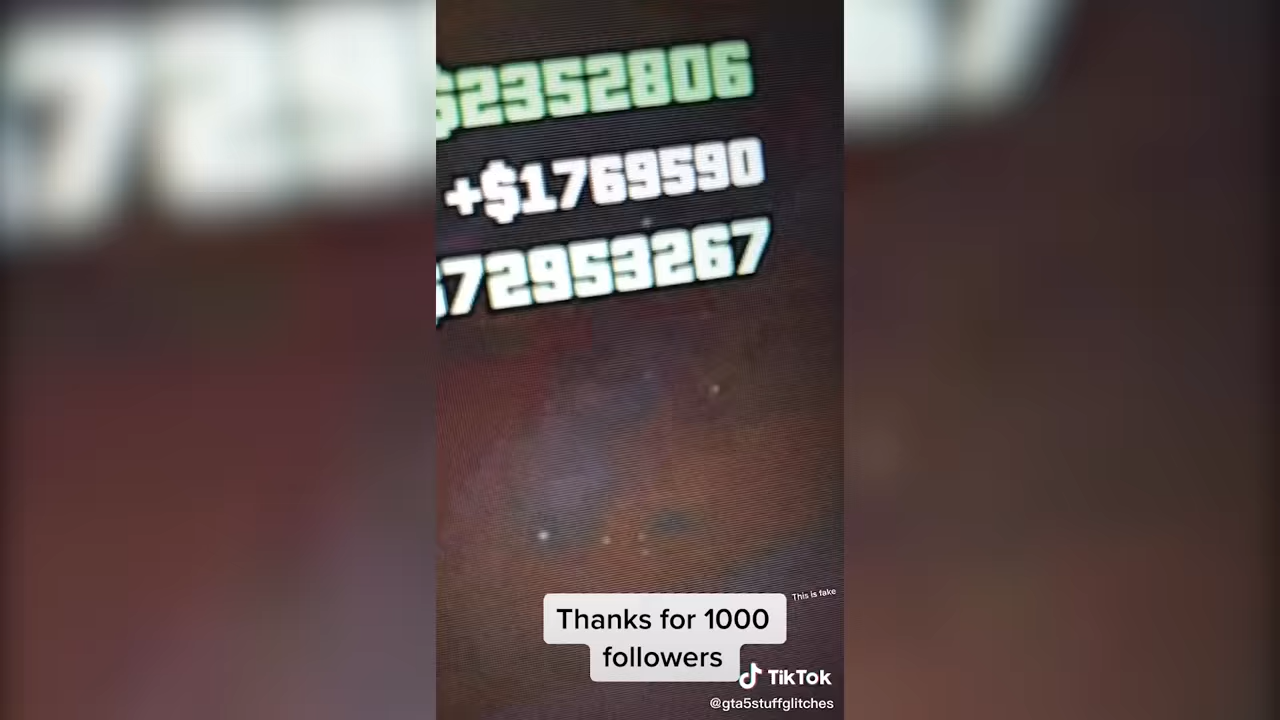 $2352806
+$1769590
$72953267
This is fake
Thanks for 1000
followers
TikTok
@gta5stuffglitches